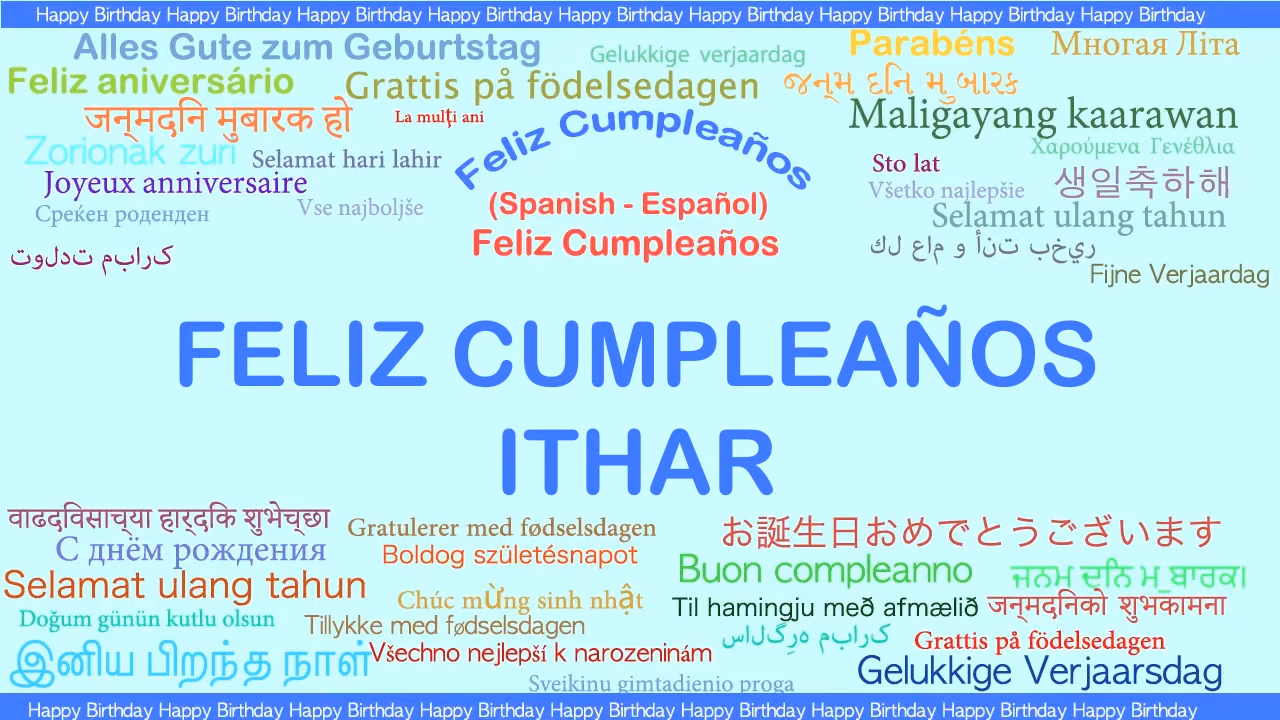 Happy Birthday Happy Birthday Happy Birthday Happy Birthday Happy Birthday Happy Birthday Happy Birthday Happy Birthday Happy Birthday
Alles Gute zum Geburtstag
Gelukkige verjaardag
Parabéns
Многая Літа
Feliz aniversário
Grattis på födelsedagen
જન્મ દનિ મુબારક
जन्मदनि मुबारक हो
La mulţi ani
Feliz Cumpleaños
Maligayang kaarawan
Zorionak zuri
Selamat hari lahir
Χαρούμενα Γενέθλια
Sto lat
Joyeux anniversaire
(Spanish - Español)
Všetko najlepšie
생일축하해
Срeќен роденден
Vse najboljše
Feliz Cumpleaños
Selamat ulang tahun
تولدت مبارک
كل عام و أنت بخير
Fijne Verjaardag
FELIZ CUMPLEAÑOS
ITHAR
वाढदविसाच्या हार्दकि शुभेच्छा
Gratulerer med fødselsdagen
お誕生日おめでとうございます
С днём рождения
Boldog születésnapot
Buon compleanno
ਜਨਮ ਦਨਿ ਮੁਬਾਰਕ।
Selamat ulang tahun
Chúc mừng sinh nhật
Til hamingju með afmælið
जन्मदनिको शुभकामना
Doğum günün kutlu olsun
Tillykke med fødselsdagen
سالگرہ مبارک
Grattis på födelsedagen
இனிய பிறந்த நாள்
Všechno nejlepší k narozeninám
Gelukkige Verjaarsdag
Sveikinu gimtadienio proga
Happy Birthday Happy Birthday Happy Birthday Happy Birthday Happy Birthday Happy Birthday Happy Birthday Happy Birthday Happy Birthday